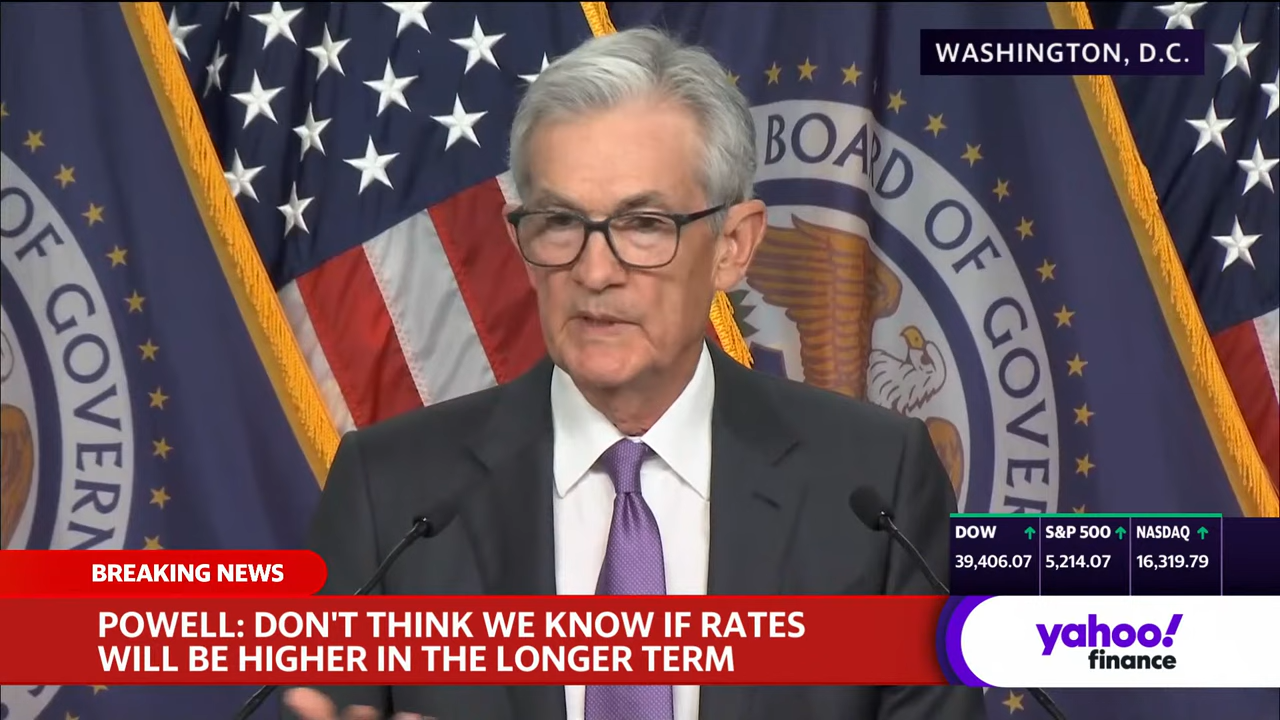 WASHINGTON, D.C.
BOARD OF GOVER
OF GOVERN
DOW
39,406.07
S&P 500
5,214.07
NASDAQ
16,319.79
BREAKING NEWS
POWELL: DON'T THINK WE KNOW IF RATES
WILL BE HIGHER IN THE LONGER TERM
yahoo!
finance